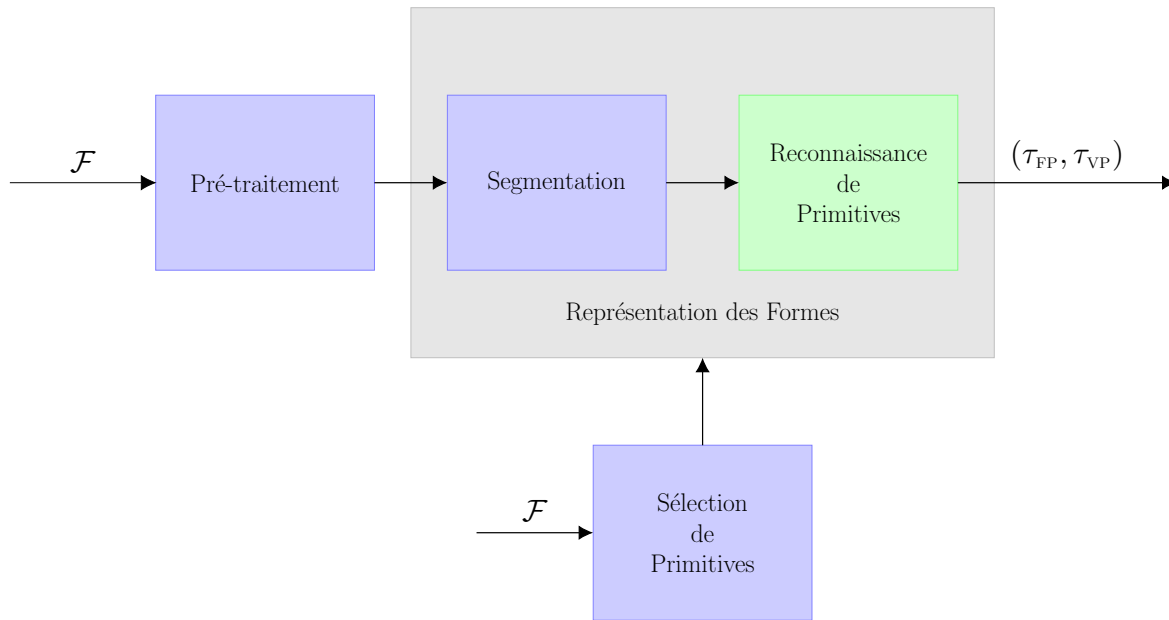 ℱ
Pré-traitement
Segmentation
Reconnaissance
de
Primitives
(τ_FP, τ_VP)
Représentation des Formes
ℱ
Sélection
de
Primitives